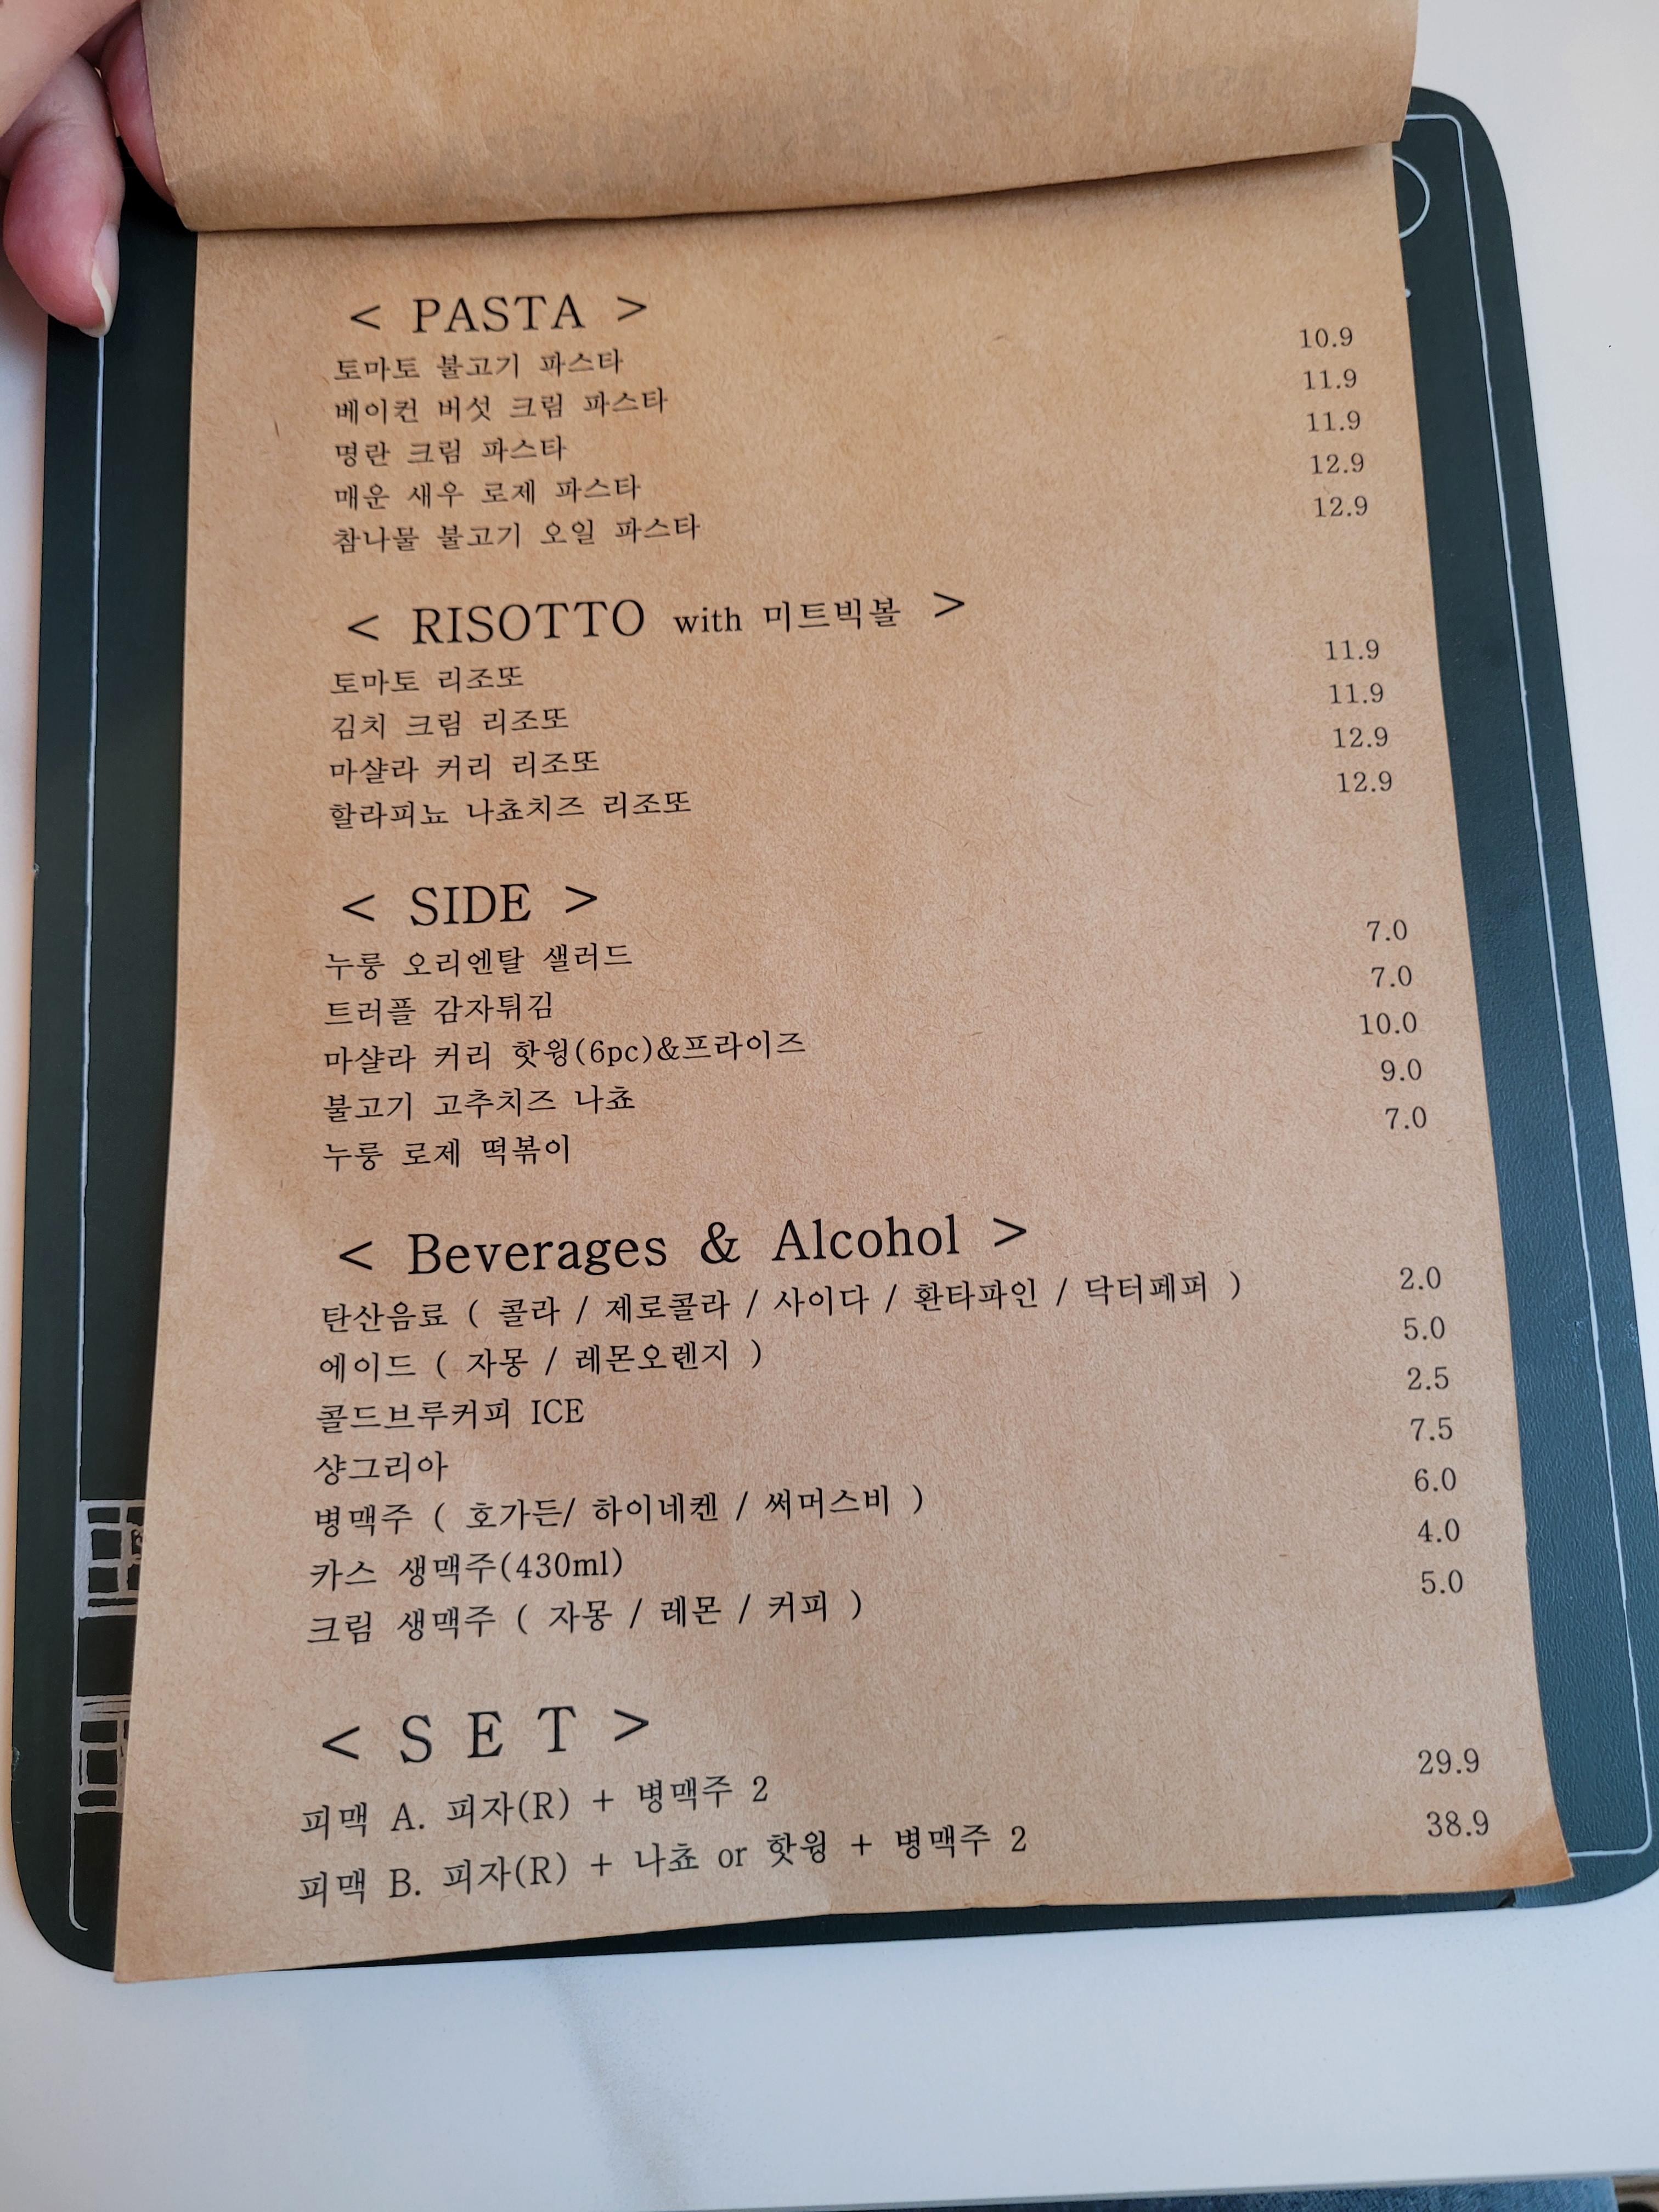 < PASTA >
토마토 불고기 파스타 10.9
베이컨 버섯 크림 파스타 11.9
명란 크림 파스타 11.9
매운 새우 로제 파스타 12.9
참나물 불고기 오일 파스타 12.9
< RISOTTO with 미트빅볼 >
토마토 리조또 11.9
김치 크림 리조또 11.9
마샬라 커리 리조또 12.9
할라피뇨 나쵸치즈 리조또 12.9
< SIDE >
누룽 오리엔탈 샐러드 7.0
트러플 감자튀김 7.0
마샬라 커리 핫윙(6pc)&프라이즈 10.0
불고기 고추치즈 나쵸 9.0
누룽 로제 떡볶이 7.0
< Beverages & Alcohol >
탄산음료 ( 콜라 / 제로콜라 / 사이다 / 환타파인 / 닥터페퍼 ) 2.0
에이드 ( 자몽 / 레몬오렌지 ) 5.0
콜드브루커피 ICE 2.5
샹그리아 7.5
병맥주 ( 호가든/ 하이네켄 / 써머스비 ) 6.0
카스 생맥주(430ml) 4.0
크림 생맥주 ( 자몽 / 레몬 / 커피 ) 5.0
< S E T >
피맥 A. 피자(R) + 병맥주 2 29.9
피맥 B. 피자(R) + 나쵸 or 핫윙 + 병맥주 2 38.9